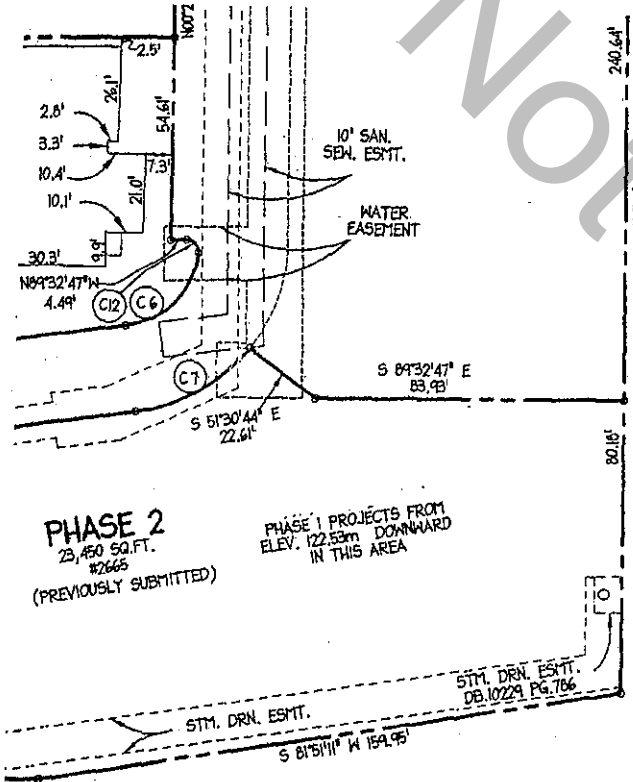 Not
N00°2
240.64'
2.5'
26.1'
54.61'
2.8'
3.3'
10.4'
7.3'
10.1'
21.0'
9.9'
30.3'
10' SAN.
SEW. ESMT.
WATER
EASEMENT
N89°32'47"W
4.49'
C12
C6
C7
S 89°32'47" E
83.93'
S 51°30'44" E
22.61'
80.18'
PHASE 2
23,450 SQ.FT.
#2665
(PREVIOUSLY SUBMITTED)
PHASE 1 PROJECTS FROM
ELEV. 122.53m DOWNWARD
IN THIS AREA
STM. DRN. ESMT.
DB.10229 PG.786
STM. DRN. ESMT.
S 81°51'11" W 159.95'